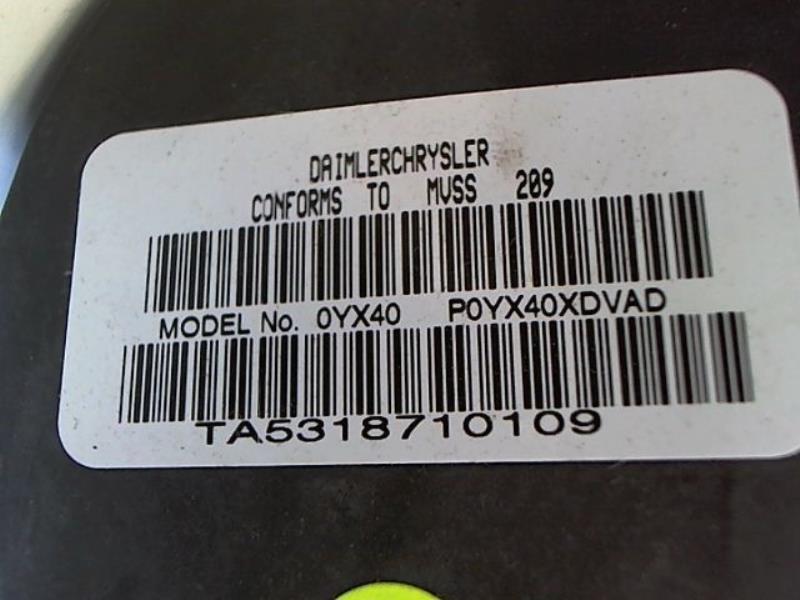 DAIMLERCHRYSLER
CONFORMS TO MVSS 209
MODEL No. 0YX40 P0YX40XDVAD
TA5318710109